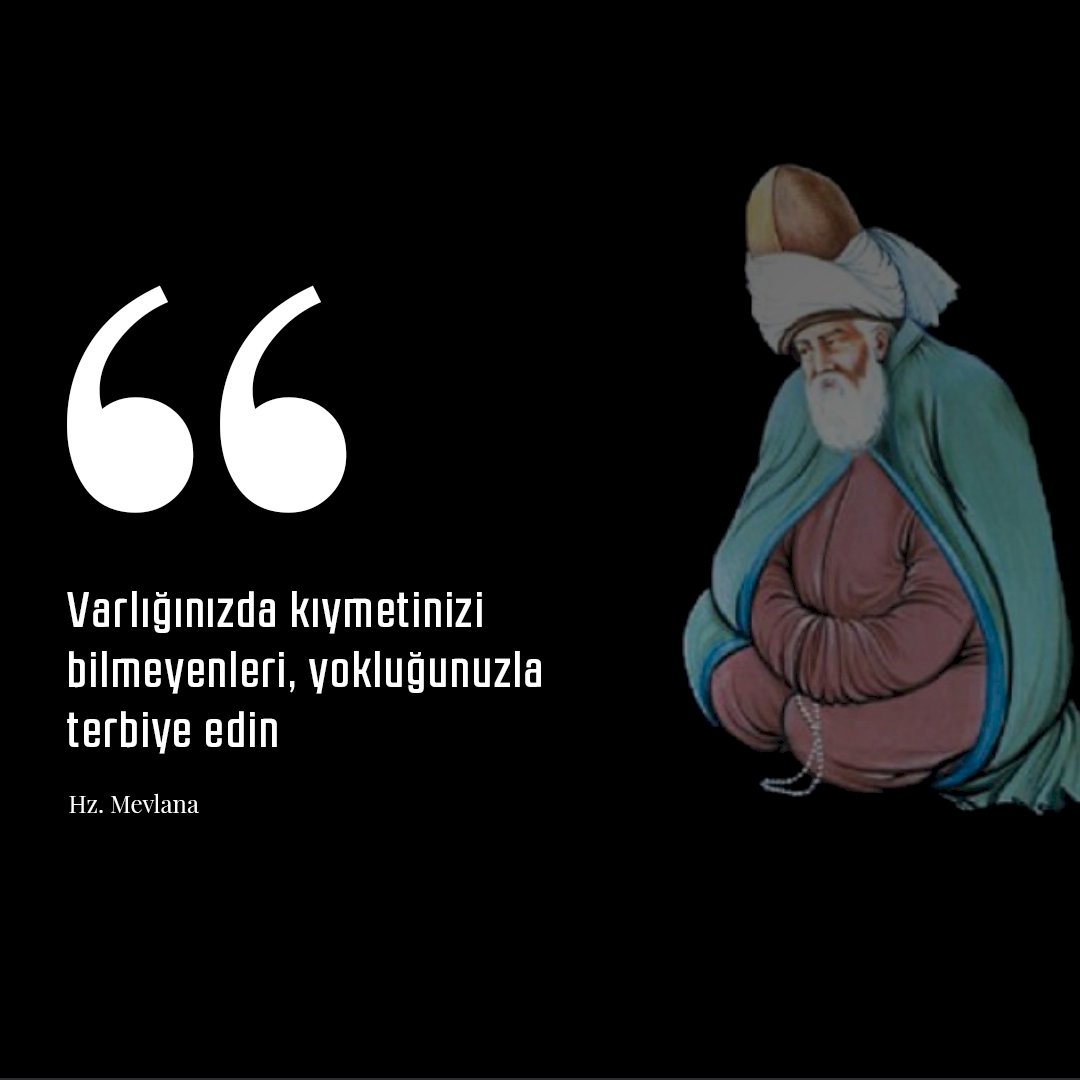 “
Varlığınızda kıymetinizi
bilmeyenleri, yokluğunuzla
terbiye edin
Hz. Mevlana